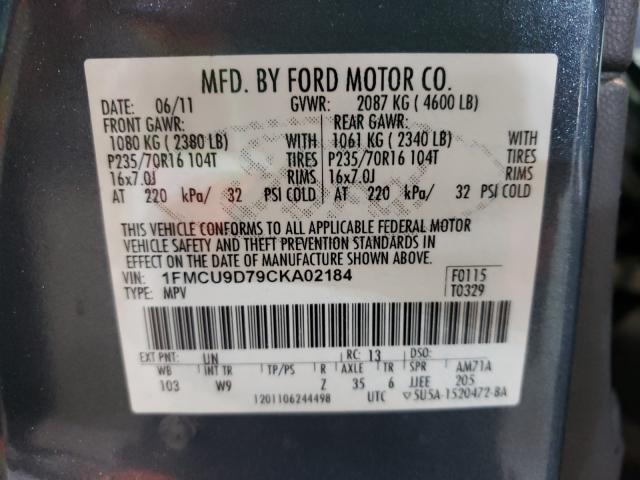 MFD. BY FORD MOTOR CO.
DATE: 06/11 GVWR: 2087 KG ( 4600 LB)
FRONT GAWR: REAR GAWR:
1080 KG ( 2380 LB) WITH 1061 KG ( 2340 LB) WITH
P235/70R16 104T TIRES P235/70R16 104T TIRES
16x7.0J RIMS 16x7.0J RIMS
AT 220 kPa/ 32 PSI COLD AT 220 kPa/ 32 PSI COLD
THIS VEHICLE CONFORMS TO ALL APPLICABLE FEDERAL MOTOR
VEHICLE SAFETY AND THEFT PREVENTION STANDARDS IN
EFFECT ON THE DATE OF MANUFACTURE SHOWN ABOVE.
VIN: 1FMCU9D79CKA02184 F0115
TYPE: MPV T0329
EXT PNT: UN RC: 13 DSO:
WB INT TR TP/PS R AXLE TR SPR AM71A
103 W9 Z 35 6 JJEE 205
1201106244498 UTC ▽5U5A-1520472-BA